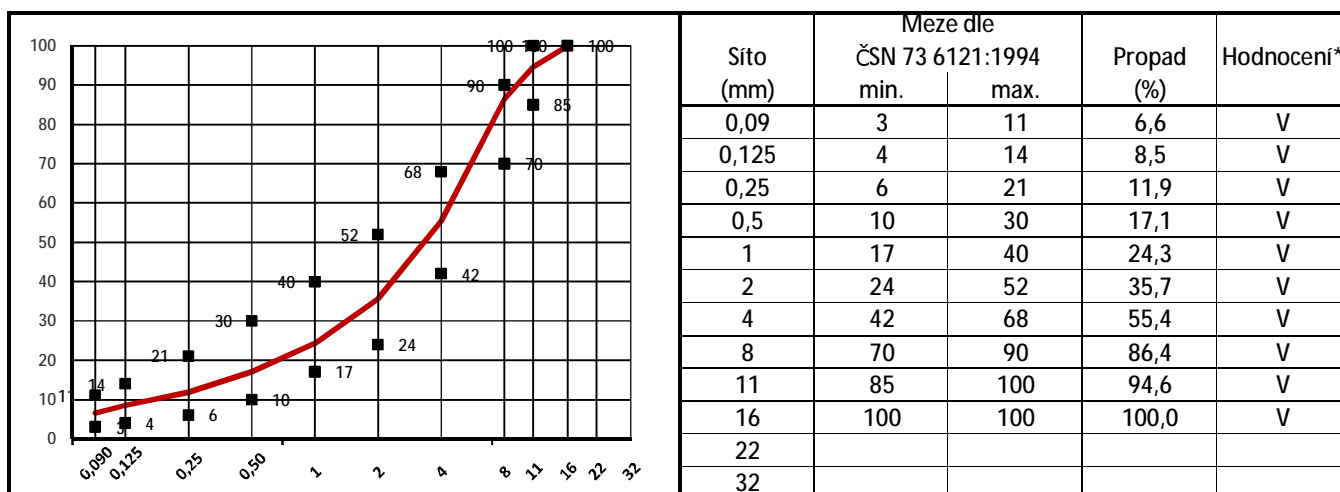 100
90
80
70
60
50
40
30
20
10
0
11 14 21 30 40 52 68 90 100 100 100
3 4 6 10 17 24 42 70 85
0,090 0,125 0,25 0,50 1 2 4 8 11 16 22 32
Síto (mm) Meze dle ČSN 73 6121:1994 Propad (%) Hodnocení*
min. max.
0,09 3 11 6,6 V
0,125 4 14 8,5 V
0,25 6 21 11,9 V
0,5 10 30 17,1 V
1 17 40 24,3 V
2 24 52 35,7 V
4 42 68 55,4 V
8 70 90 86,4 V
11 85 100 94,6 V
16 100 100 100,0 V
22
32